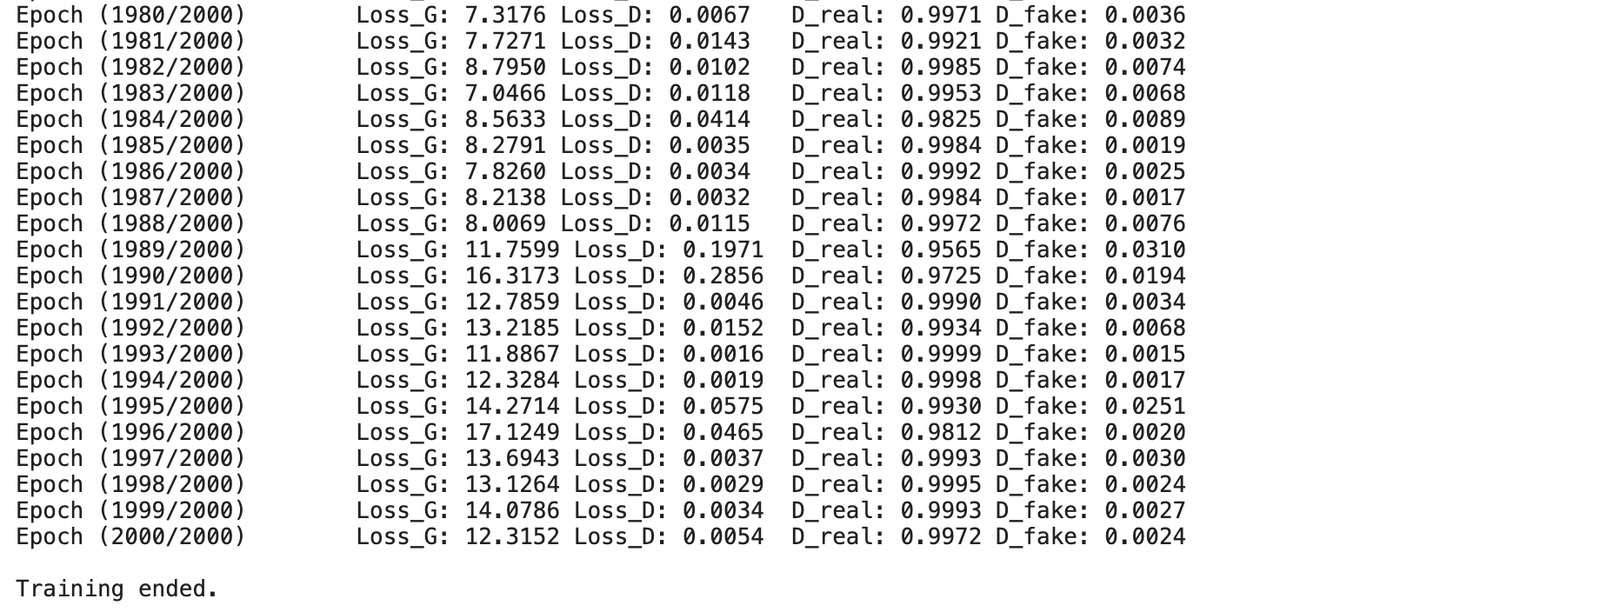 Epoch (1980/2000) Loss_G: 7.3176 Loss_D: 0.0067 D_real: 0.9971 D_fake: 0.0036
Epoch (1981/2000) Loss_G: 7.7271 Loss_D: 0.0143 D_real: 0.9921 D_fake: 0.0032
Epoch (1982/2000) Loss_G: 8.7950 Loss_D: 0.0102 D_real: 0.9985 D_fake: 0.0074
Epoch (1983/2000) Loss_G: 7.0466 Loss_D: 0.0118 D_real: 0.9953 D_fake: 0.0068
Epoch (1984/2000) Loss_G: 8.5633 Loss_D: 0.0414 D_real: 0.9825 D_fake: 0.0089
Epoch (1985/2000) Loss_G: 8.2791 Loss_D: 0.0035 D_real: 0.9984 D_fake: 0.0019
Epoch (1986/2000) Loss_G: 7.8260 Loss_D: 0.0034 D_real: 0.9992 D_fake: 0.0025
Epoch (1987/2000) Loss_G: 8.2138 Loss_D: 0.0032 D_real: 0.9984 D_fake: 0.0017
Epoch (1988/2000) Loss_G: 8.0069 Loss_D: 0.0115 D_real: 0.9972 D_fake: 0.0076
Epoch (1989/2000) Loss_G: 11.7599 Loss_D: 0.1971 D_real: 0.9565 D_fake: 0.0310
Epoch (1990/2000) Loss_G: 16.3173 Loss_D: 0.2856 D_real: 0.9725 D_fake: 0.0194
Epoch (1991/2000) Loss_G: 12.7859 Loss_D: 0.0046 D_real: 0.9990 D_fake: 0.0034
Epoch (1992/2000) Loss_G: 13.2185 Loss_D: 0.0152 D_real: 0.9934 D_fake: 0.0068
Epoch (1993/2000) Loss_G: 11.8867 Loss_D: 0.0016 D_real: 0.9999 D_fake: 0.0015
Epoch (1994/2000) Loss_G: 12.3284 Loss_D: 0.0019 D_real: 0.9998 D_fake: 0.0017
Epoch (1995/2000) Loss_G: 14.2714 Loss_D: 0.0575 D_real: 0.9930 D_fake: 0.0251
Epoch (1996/2000) Loss_G: 17.1249 Loss_D: 0.0465 D_real: 0.9812 D_fake: 0.0020
Epoch (1997/2000) Loss_G: 13.6943 Loss_D: 0.0037 D_real: 0.9993 D_fake: 0.0030
Epoch (1998/2000) Loss_G: 13.1264 Loss_D: 0.0029 D_real: 0.9995 D_fake: 0.0024
Epoch (1999/2000) Loss_G: 14.0786 Loss_D: 0.0034 D_real: 0.9993 D_fake: 0.0027
Epoch (2000/2000) Loss_G: 12.3152 Loss_D: 0.0054 D_real: 0.9972 D_fake: 0.0024
Training ended.